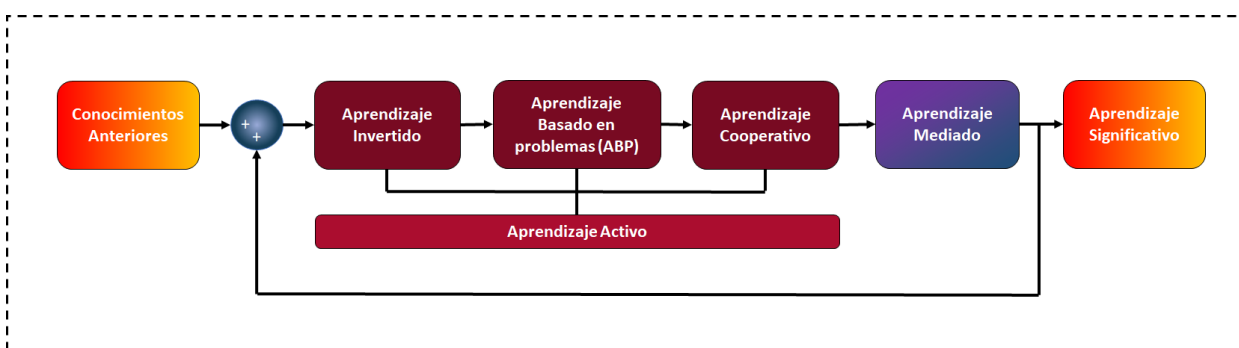 Conocimientos
Anteriores
+
+
Aprendizaje
Invertido
Aprendizaje
Basado en
problemas (ABP)
Aprendizaje
Cooperativo
Aprendizaje
Mediado
Aprendizaje
Significativo
Aprendizaje Activo